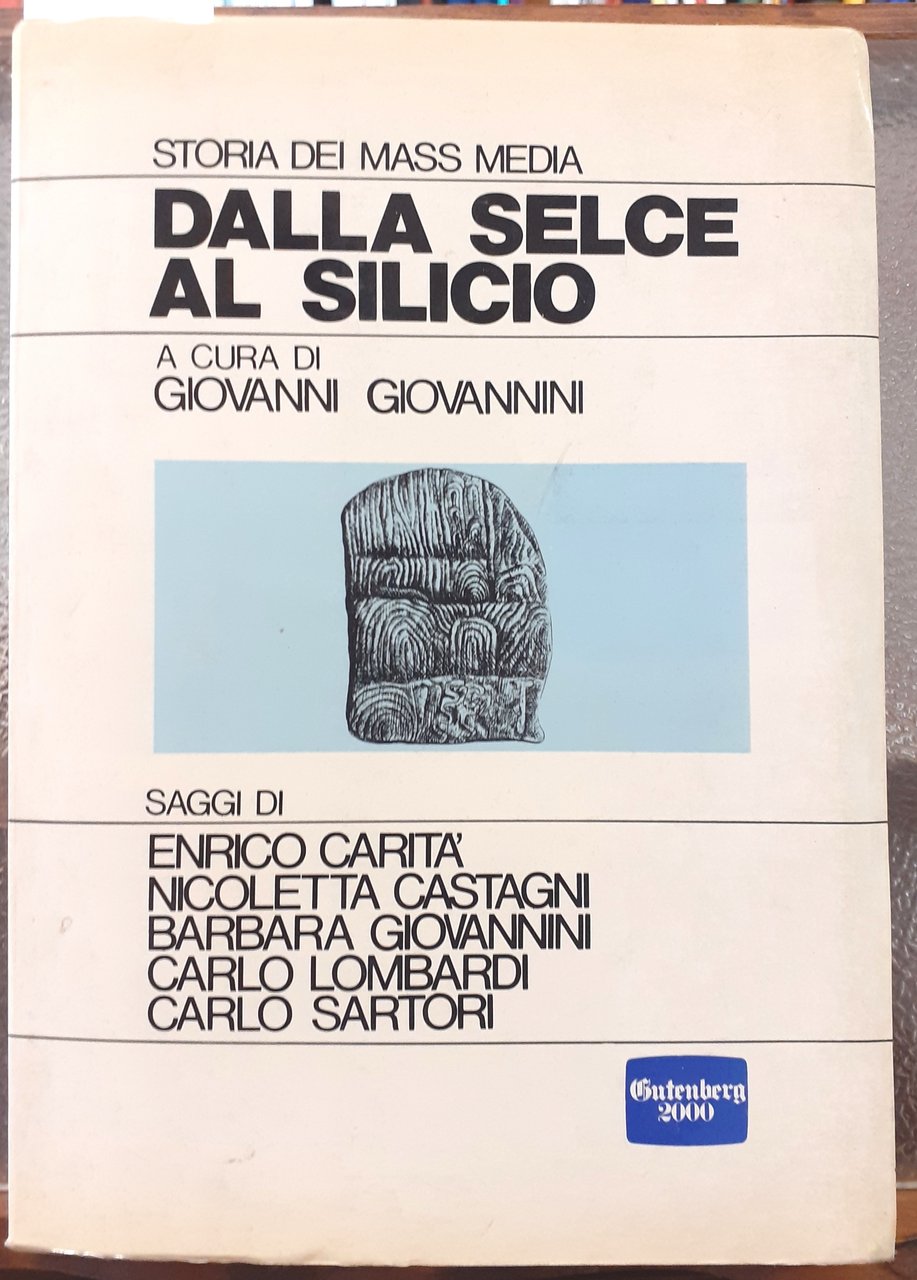 STORIA DEI MASS MEDIA
DALLA SELCE
AL SILICIO
A CURA DI
GIOVANNI GIOVANNINI
SAGGI DI
ENRICO CARITA'
NICOLETTA CASTAGNI
BARBARA GIOVANNINI
CARLO LOMBARDI
CARLO SARTORI
Gutenberg
2000